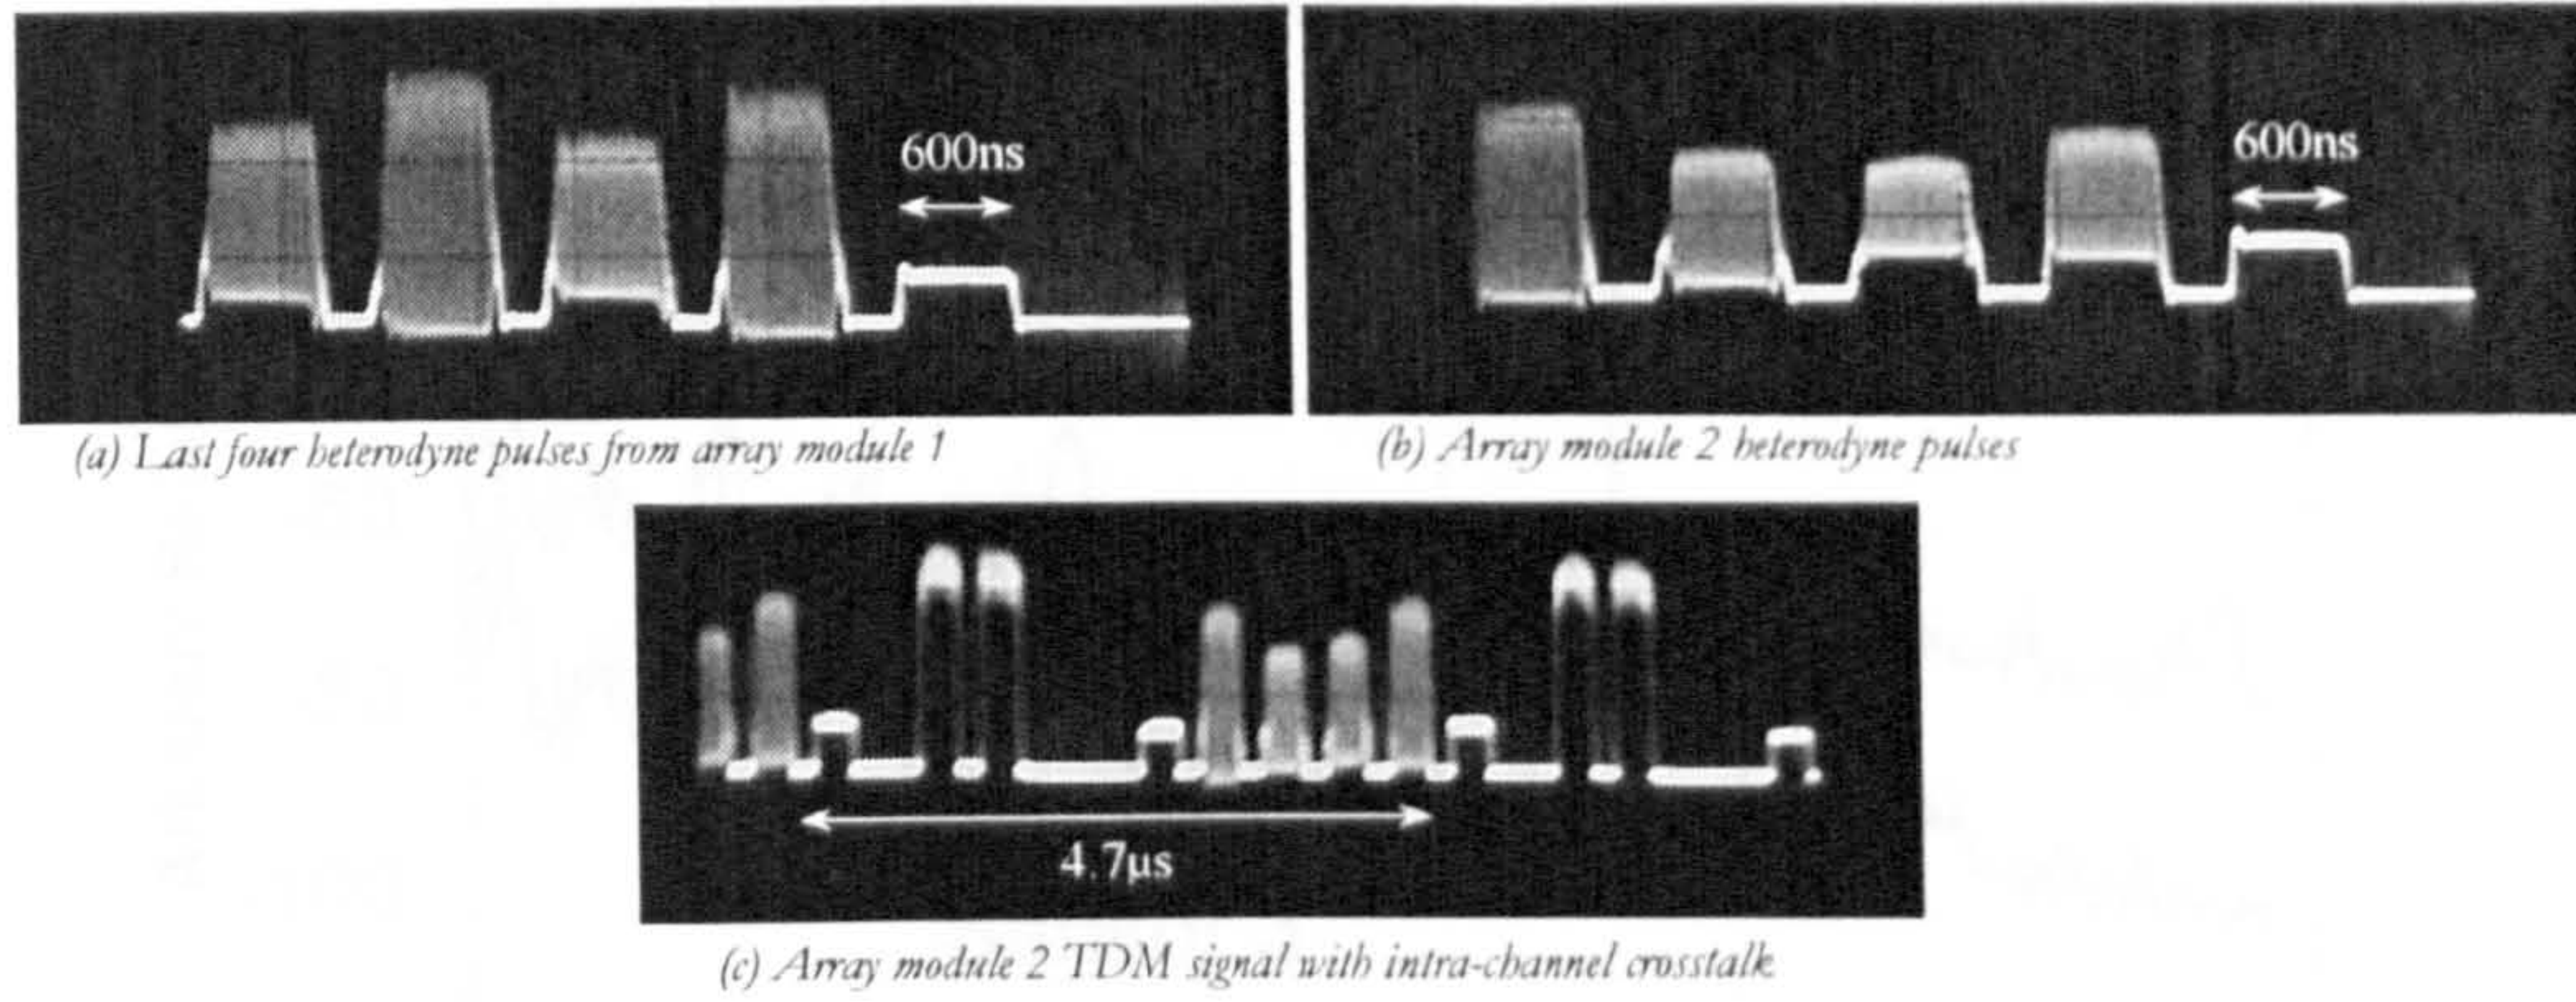 600ns
600ns
(a) Last four heterodyne pulses from array module 1
(b) Array module 2 heterodyne pulses
4.7µs
(c) Array module 2 TDM signal with intra-channel crosstalk